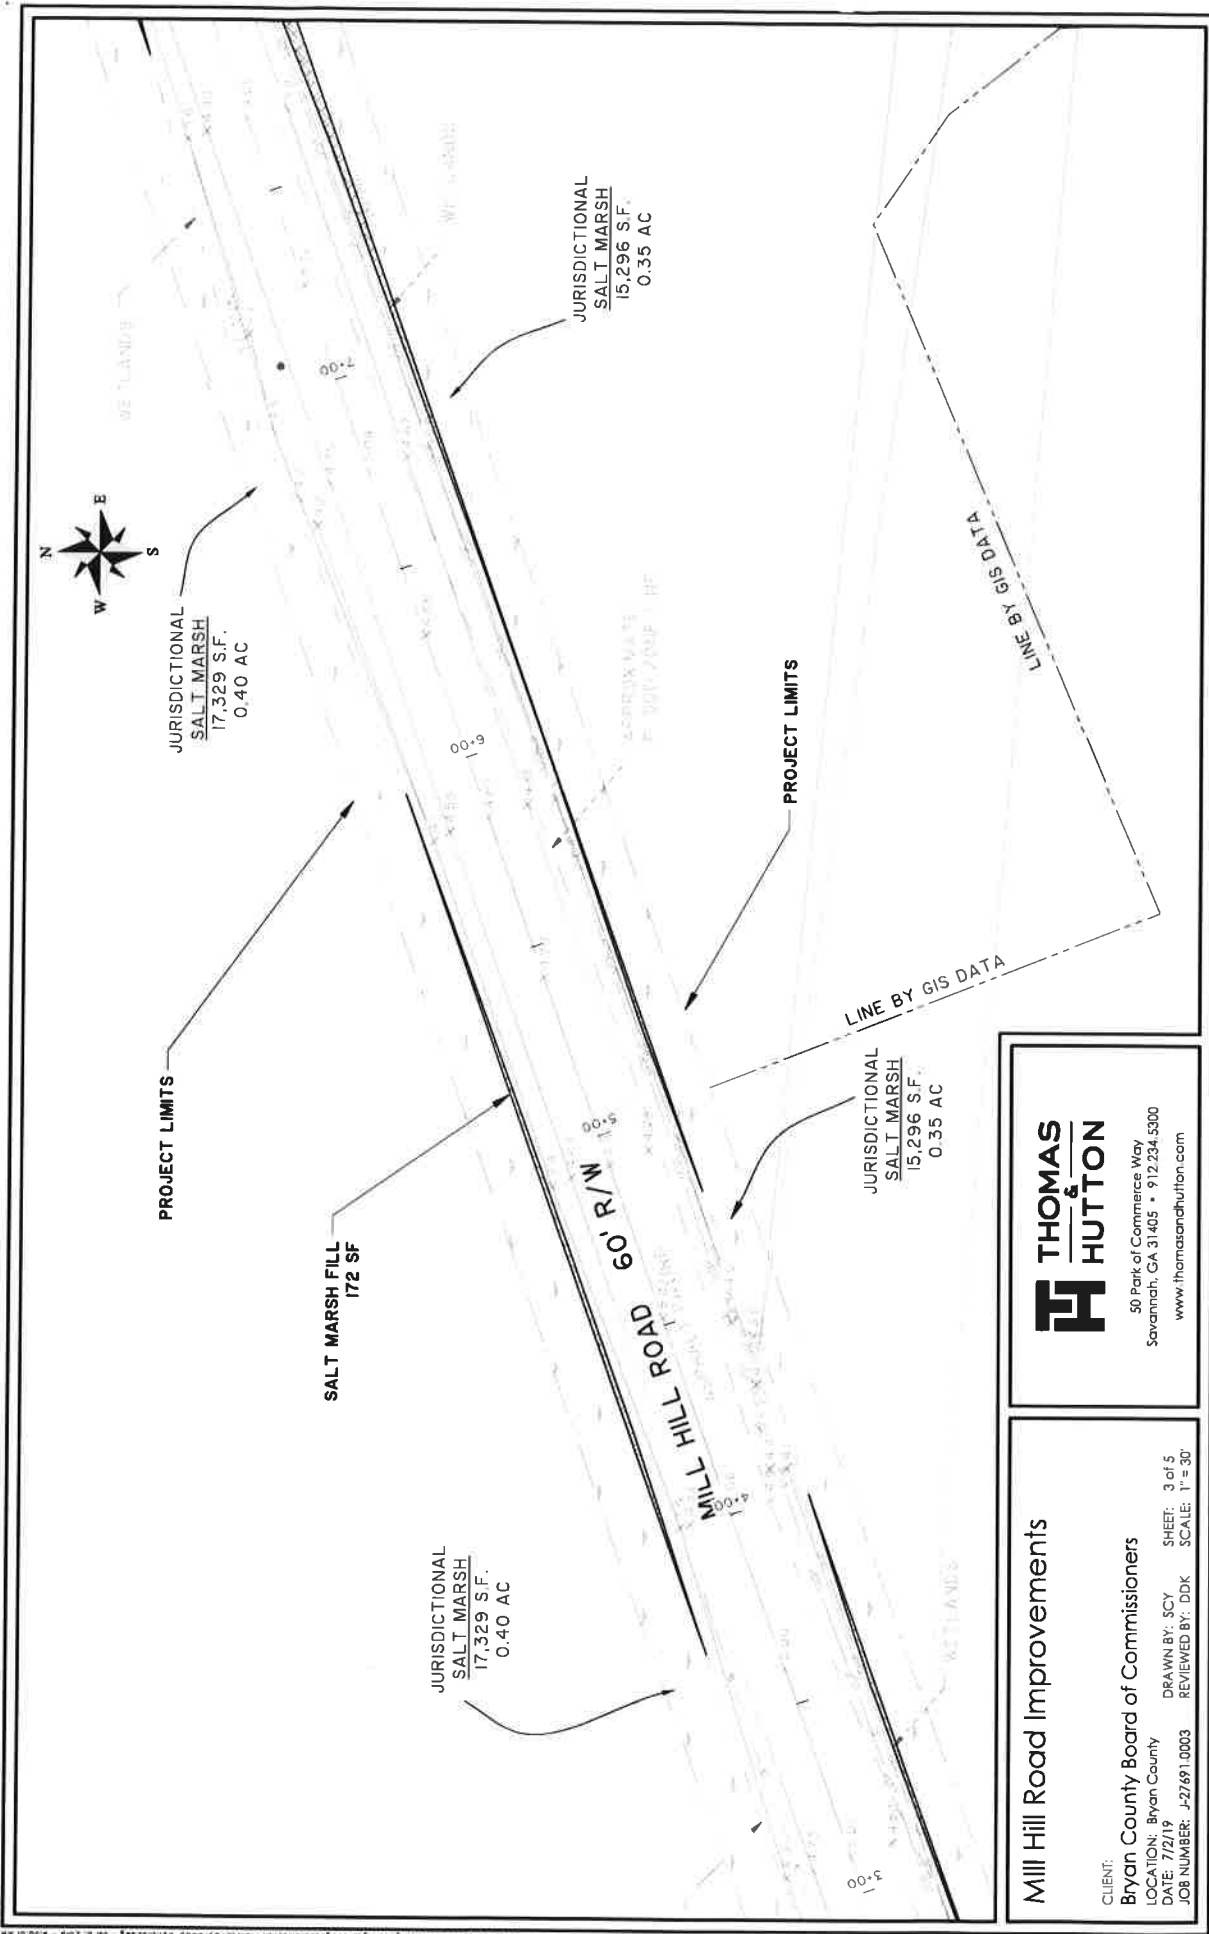 N
W
E
S
JURISDICTIONAL
SALT MARSH
17,329 S.F.
0.40 AC
JURISDICTIONAL
SALT MARSH
15,296 S.F.
0.35 AC
WETLANDS
WETLANDS
PROJECT LIMITS
SALT MARSH FILL
172 SF
JURISDICTIONAL
SALT MARSH
17,329 S.F.
0.40 AC
MILL HILL ROAD 60' R/W
3+00
4+00
5+00
6+00
7+00
WETLANDS
PROJECT LIMITS
JURISDICTIONAL
SALT MARSH
15,296 S.F.
0.35 AC
LINE BY GIS DATA
LINE BY GIS DATA
Mill Hill Road Improvements
CLIENT:
Bryan County Board of Commissioners
LOCATION: Bryan County
DATE: 7/2/19 DRAWN BY: SCY SHEET: 3 of 5
JOB NUMBER: J-27691.0003 REVIEWED BY: DDK SCALE: 1" = 30'
TH
THOMAS
&
HUTTON
50 Park of Commerce Way
Savannah, GA 31405 • 912.234.5300
www.thomasandhutton.com